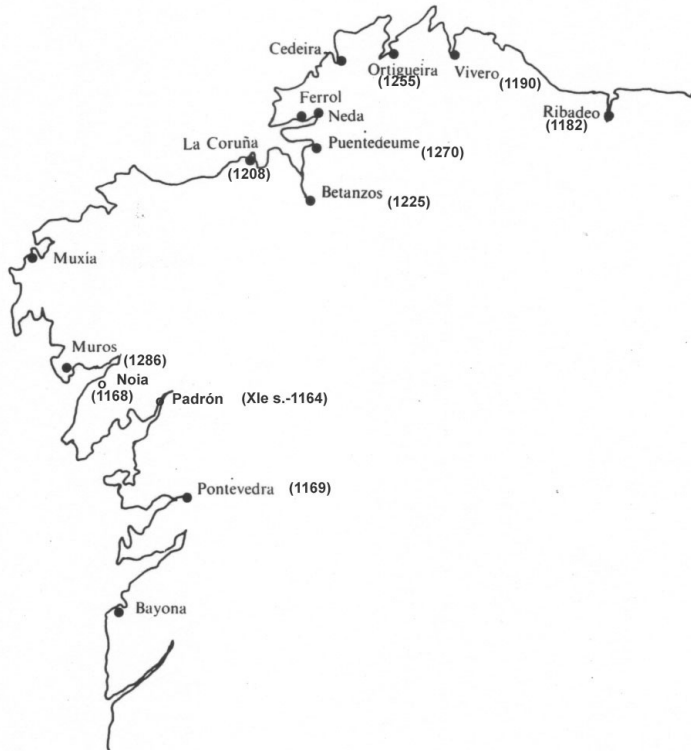 Cedeira
Ortigueira
(1255)
Vivero
(1190)
Ribadeo
(1182)
Ferrol
Neda
La Coruña
(1208)
Puentedeume
(1270)
Betanzos
(1225)
Muxia
Muros
(1286)
Noia
(1168)
Padrón (XIe s.-1164)
Pontevedra (1169)
Bayona